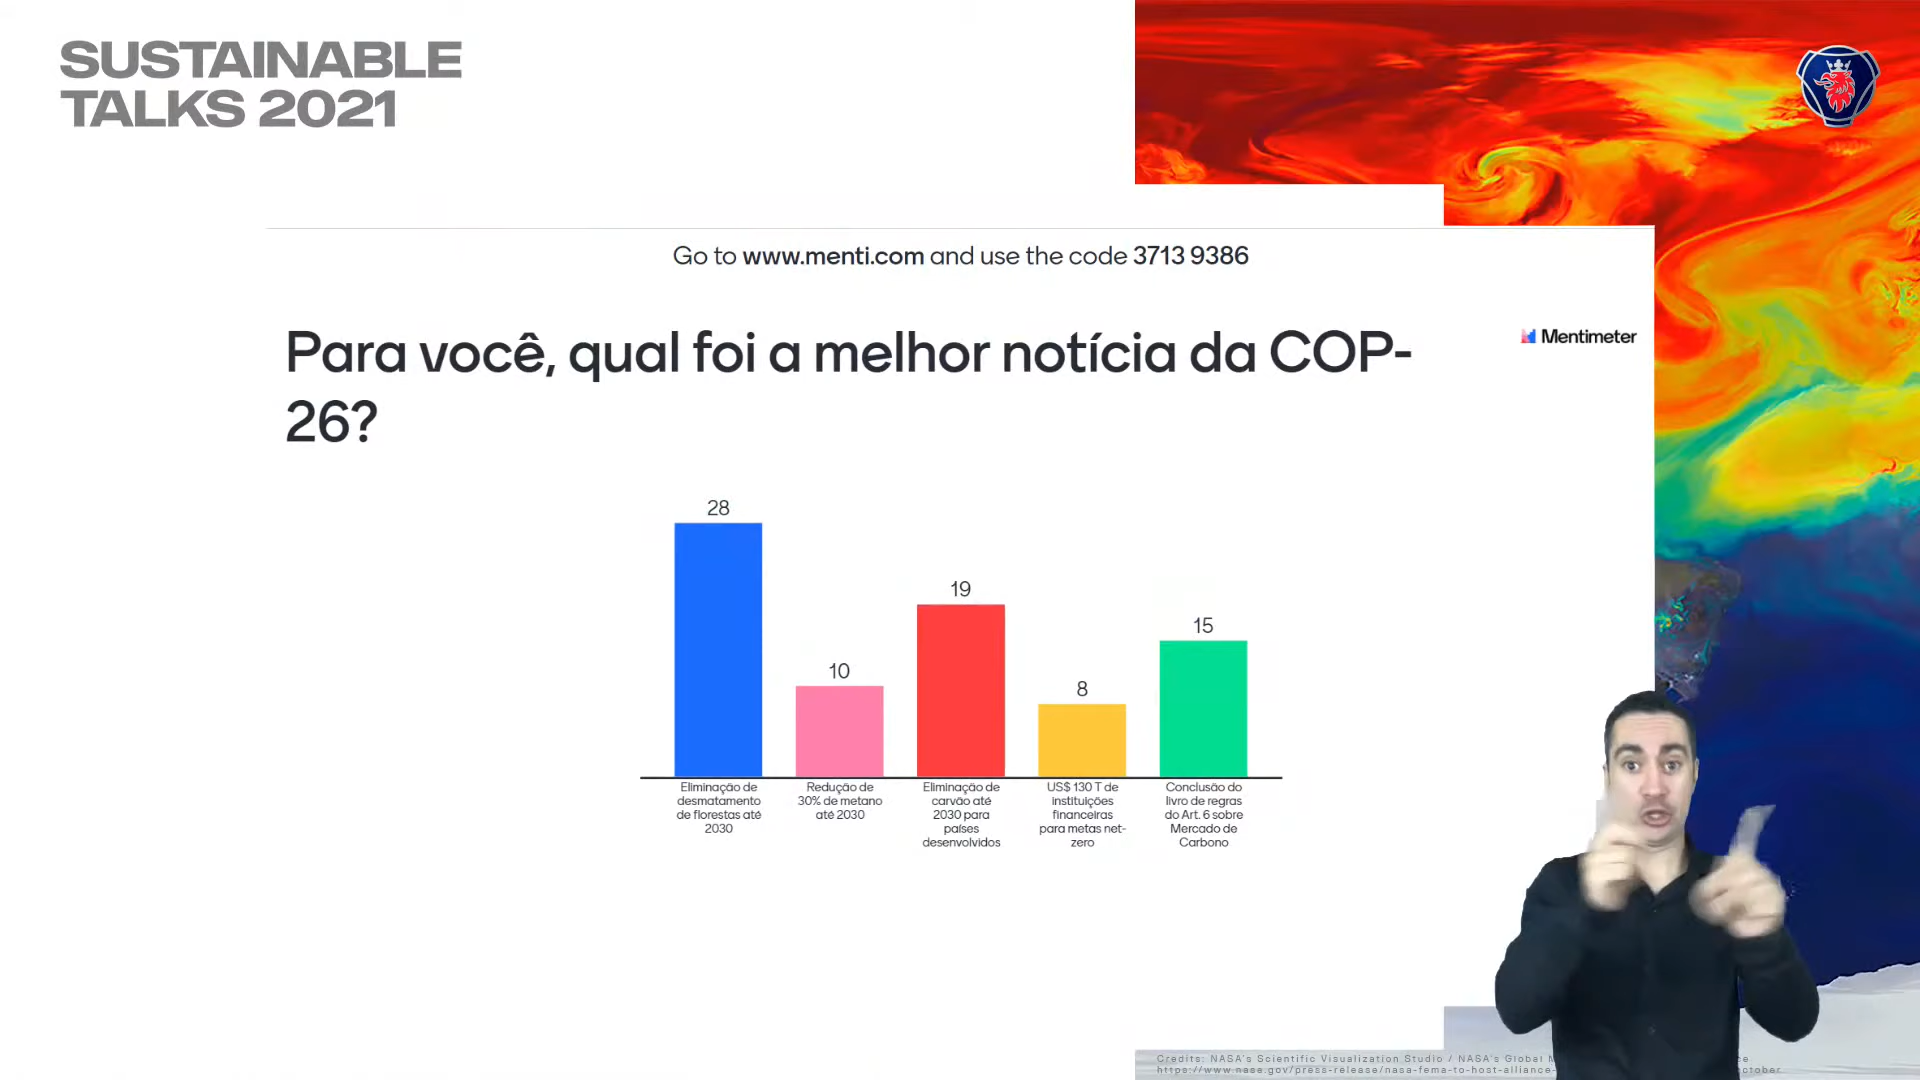 SUSTAINABLE
TALKS 2021
Go to www.menti.com and use the code 3713 9386
Para você, qual foi a melhor notícia da COP-
26?
Mentimeter
28
10
19
8
15
Eliminação de
desmatamento
de florestas até
2030
Redução de
30% de metano
até 2030
Eliminação de
carvão até
2030 para
países
desenvolvidos
US$ 130 T de
instituições
financeiras
para metas net-
zero
Conclusão do
livro de regras
do Art. 6 sobre
Mercado de
Carbono
Credits: NASA's Scientific Visualization Studio / NASA's Global
https://www.nasa.gov/press-release/nasa-fema-to-host-alliance-